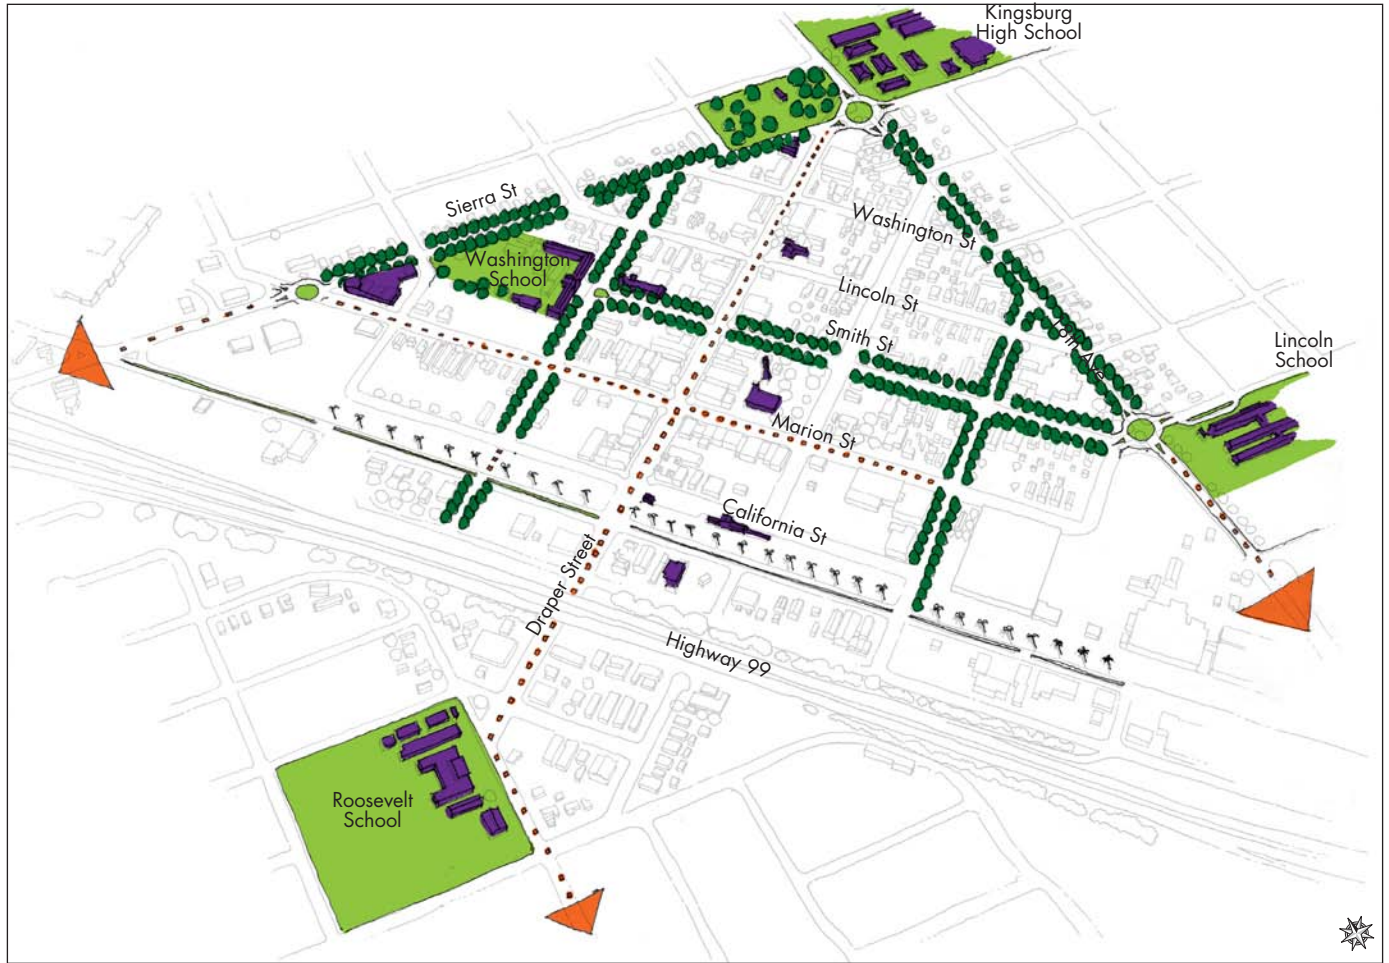 Kingsburg
High School
Sierra St
Washington St
Washington
School
Lincoln St
Smith St
Lincoln
School
Marion St
California St
Draper Street
Highway 99
Roosevelt
School